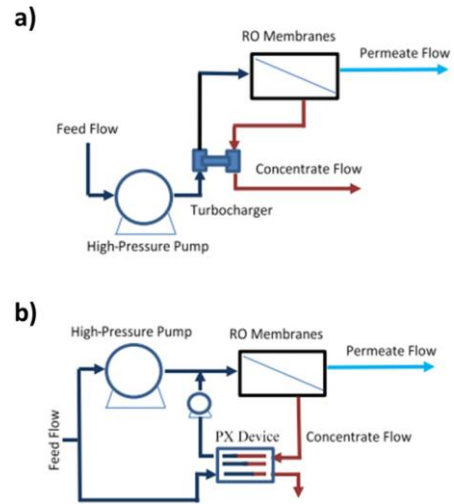 a)
RO Membranes
Permeate Flow
Feed Flow
Concentrate Flow
Turbocharger
High-Pressure Pump
b)
High-Pressure Pump
RO Membranes
Permeate Flow
Feed Flow
PX Device
Concentrate Flow